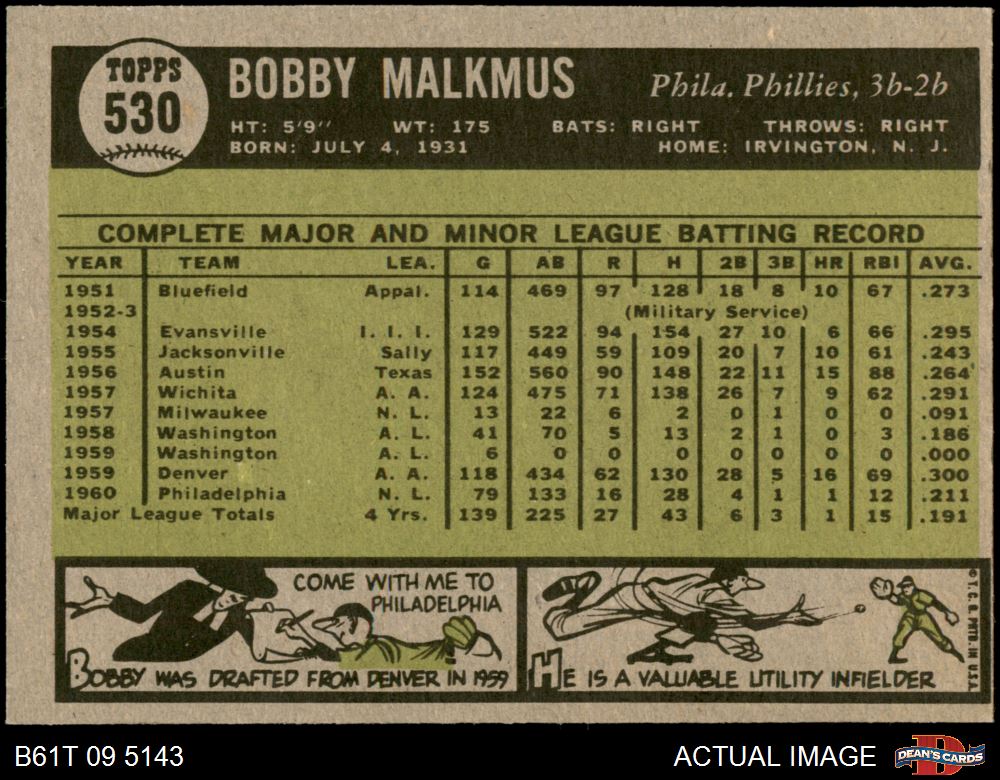 TOPPS
530
BOBBY MALKMUS
Phila. Phillies, 3b-2b
HT: 5'9" WT: 175 BATS: RIGHT THROWS: RIGHT
BORN: JULY 4, 1931 HOME: IRVINGTON, N. J.
COMPLETE MAJOR AND MINOR LEAGUE BATTING RECORD
YEAR TEAM LEA. G AB R H 2B 3B HR RBI AVG.
1951 Bluefield Appal. 114 469 97 128 18 8 10 67 .273
1952-3 (Military Service)
1954 Evansville I. I. I. 129 522 94 154 27 10 6 66 .295
1955 Jacksonville Sally 117 449 59 109 20 7 10 61 .243
1956 Austin Texas 152 560 90 148 22 11 15 88 .264
1957 Wichita A. A. 124 475 71 138 26 7 9 62 .291
1957 Milwaukee N. L. 13 22 6 2 0 1 0 0 .091
1958 Washington A. L. 41 70 5 13 2 1 0 3 .186
1959 Washington A. L. 6 0 0 0 0 0 0 0 .000
1959 Denver A. A. 118 434 62 130 28 5 16 69 .300
1960 Philadelphia N. L. 79 133 16 28 4 1 1 12 .211
Major League Totals 4 Yrs. 139 225 27 43 6 3 1 15 .191
COME WITH ME TO
PHILADELPHIA
BOBBY WAS DRAFTED FROM DENVER IN 1959
HE IS A VALUABLE UTILITY INFIELDER
© T. C. G. PRTD. IN U.S.A.
B61T 09 5143 ACTUAL IMAGE
DEAN'S CARDS